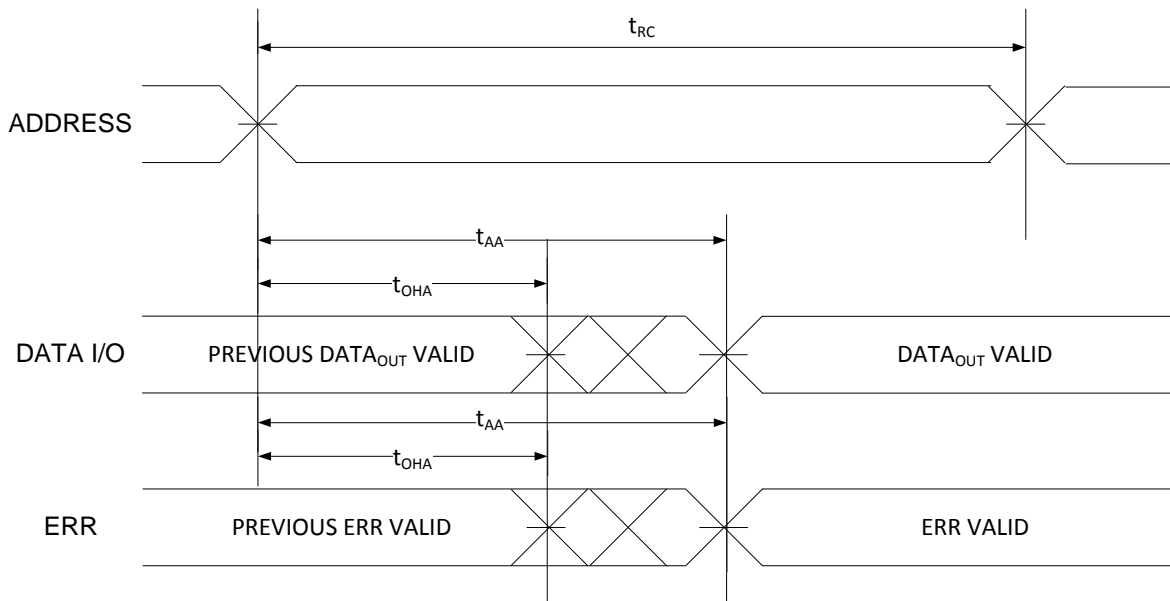 tRC
ADDRESS
tAA
tOHA
DATA I/O
PREVIOUS DATAOUT VALID
DATAOUT VALID
tAA
tOHA
ERR
PREVIOUS ERR VALID
ERR VALID